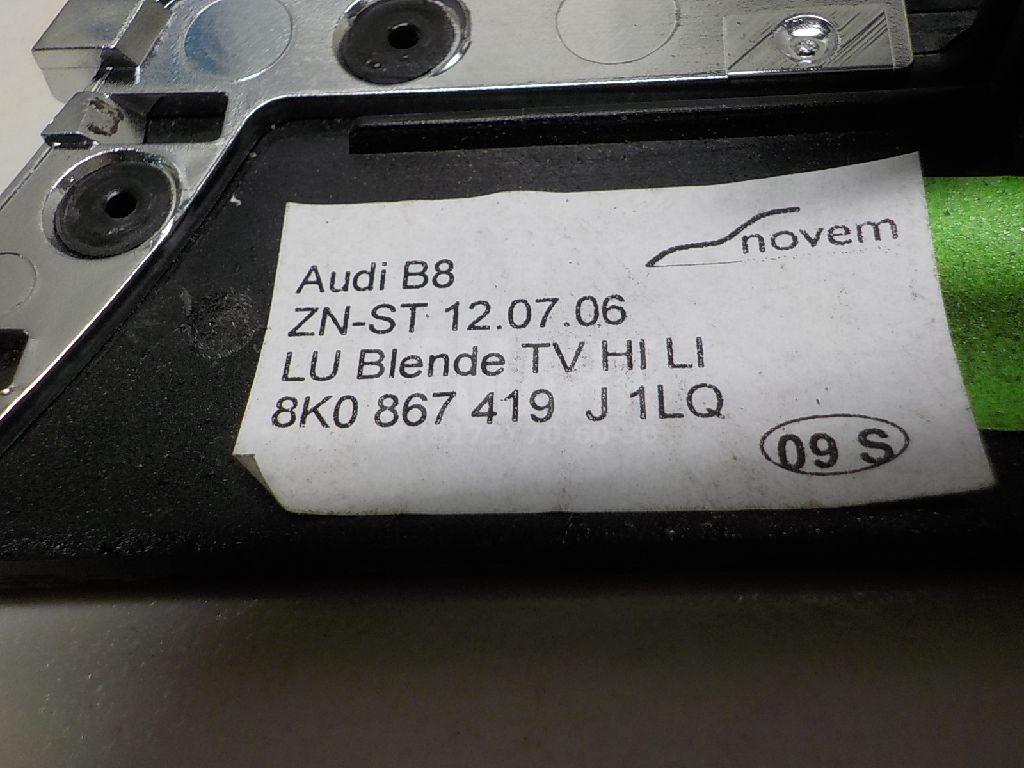 novem
Audi B8
ZN-ST 12.07.06
LU Blende TV HI LI
8K0 867 419 J 1LQ
09 S